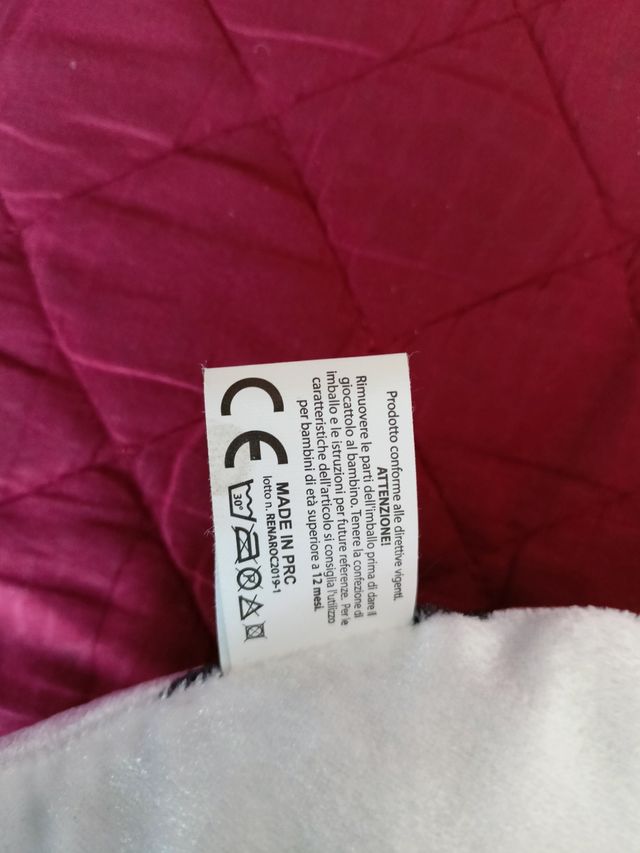 Prodotto conforme alle direttive vigenti.
ATTENZIONE!
Rimuovere le parti dell'imballo prima di dare il
giocattolo al bambino. Tenere la confezione di
imballo e le istruzioni per future referenze. Per le
caratteristiche dell'articolo si consiglia l'utilizzo
per bambini di età superiore a 12 mesi.
CE MADE IN PRC
lotto n. RENAROC2019-1
30°